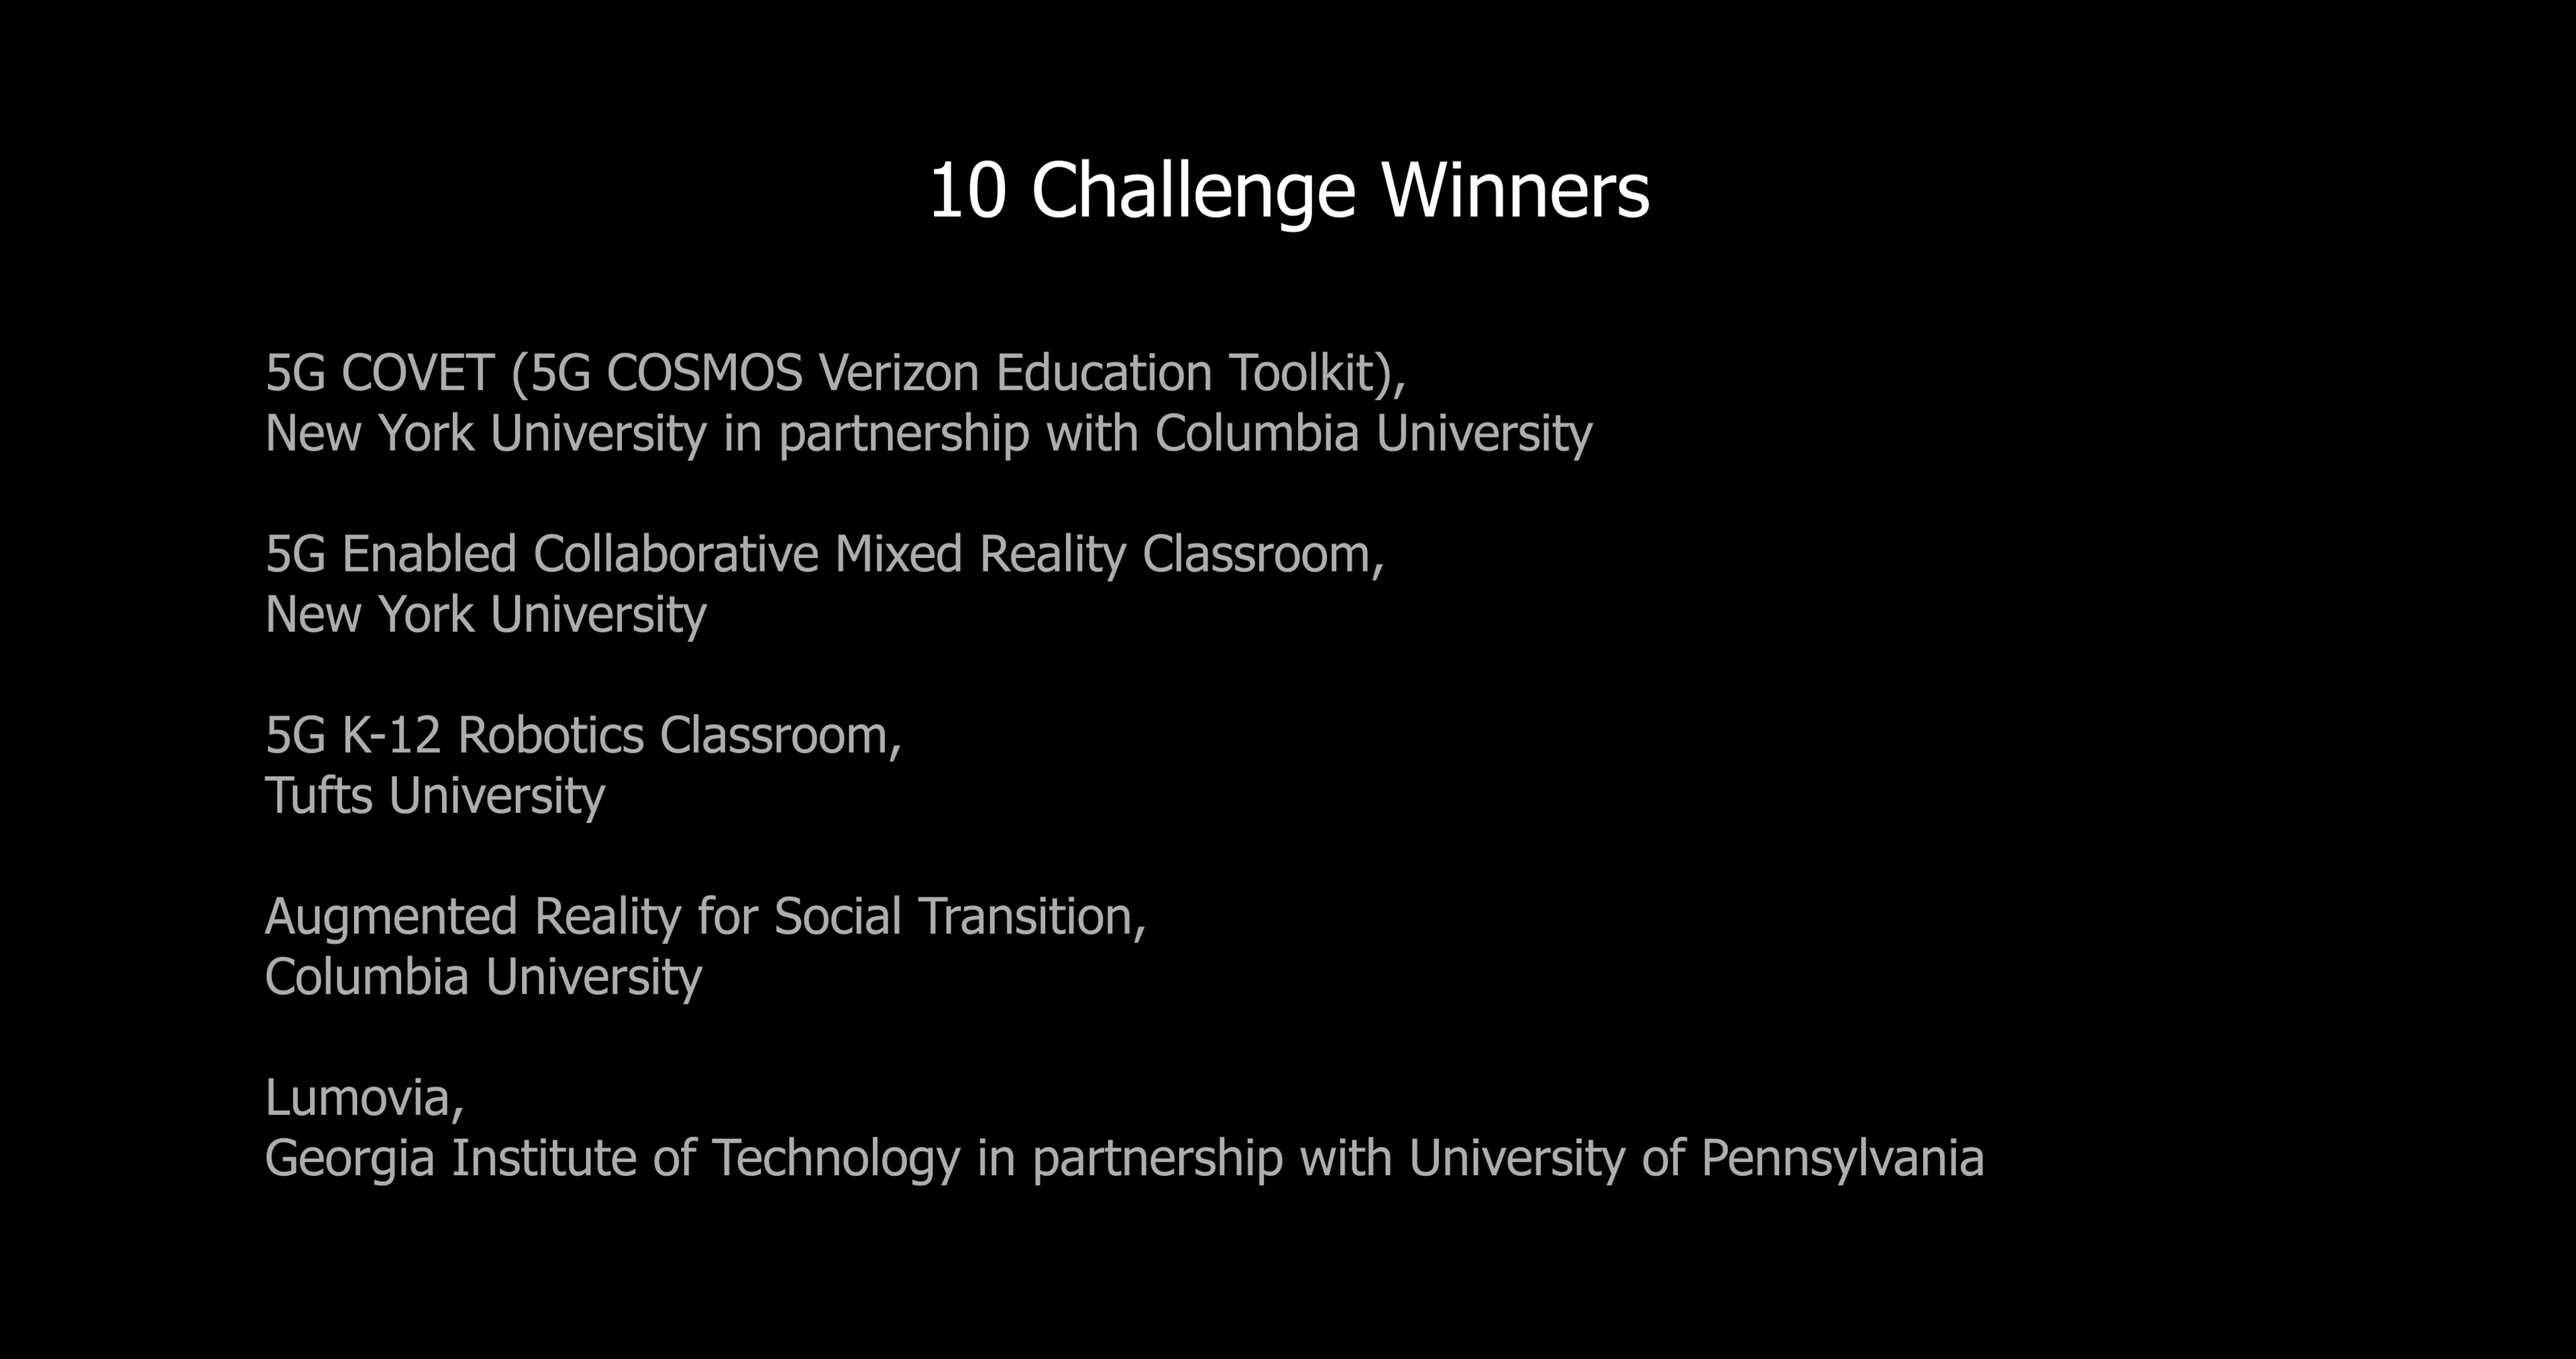 10 Challenge Winners
5G COVET (5G COSMOS Verizon Education Toolkit),
New York University in partnership with Columbia University
5G Enabled Collaborative Mixed Reality Classroom,
New York University
5G K-12 Robotics Classroom,
Tufts University
Augmented Reality for Social Transition,
Columbia University
Lumovia,
Georgia Institute of Technology in partnership with University of Pennsylvania